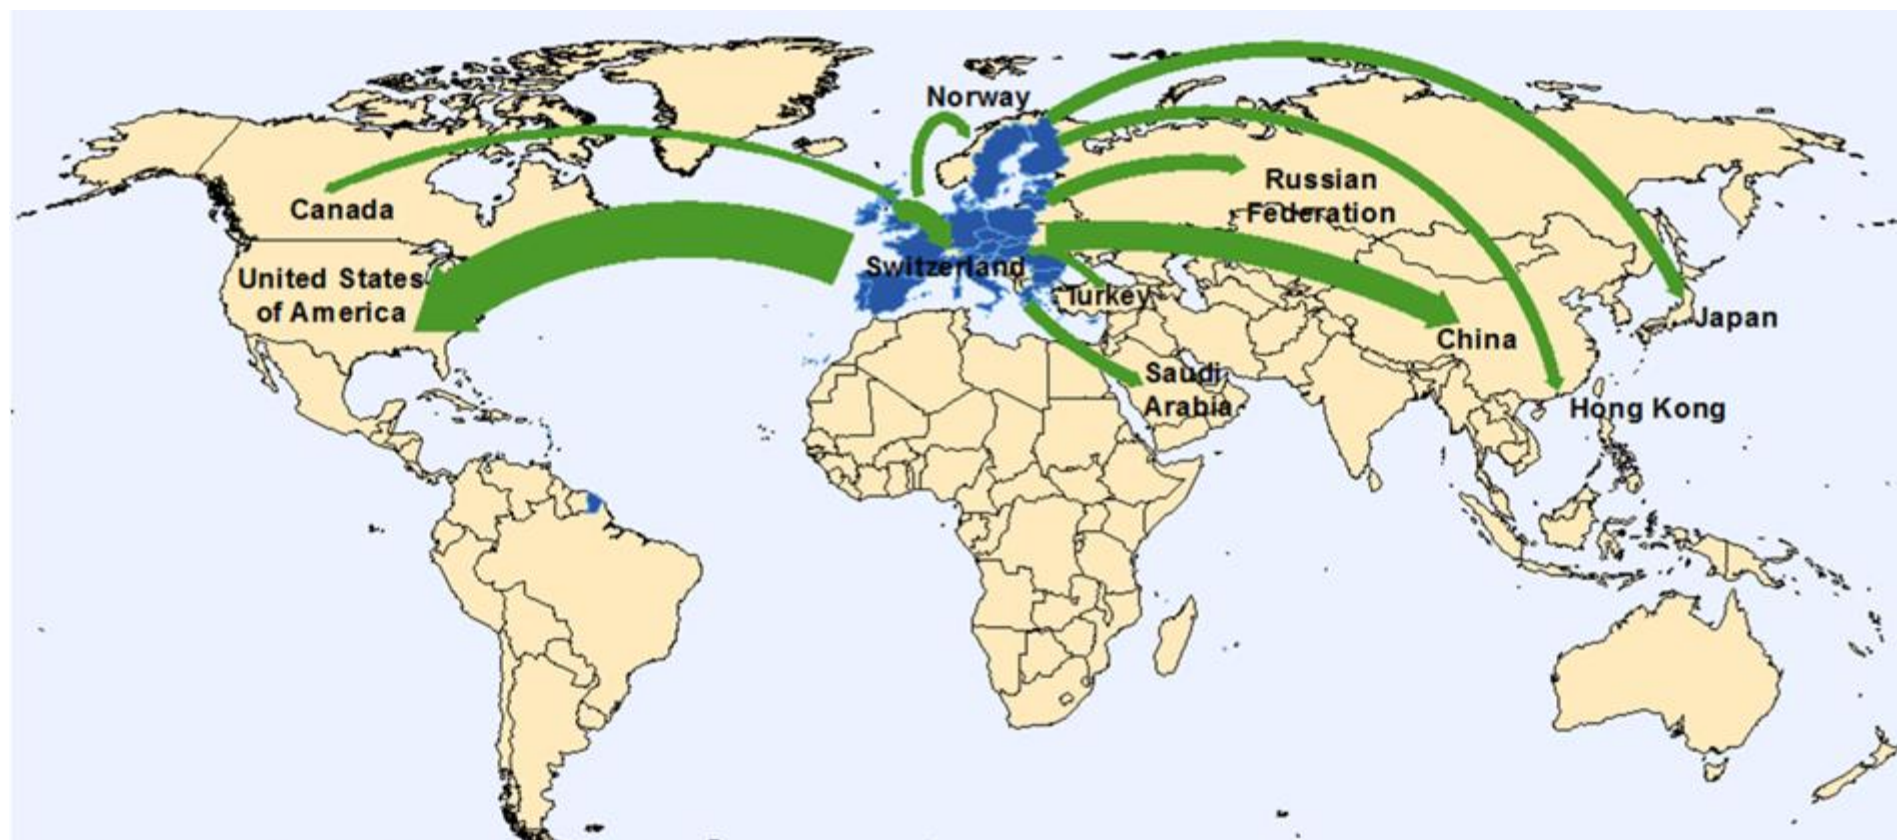 Norway
Canada
Russian
Federation
United States
of America
Switzerland
Turkey
Japan
China
Saudi
Arabia
Hong Kong